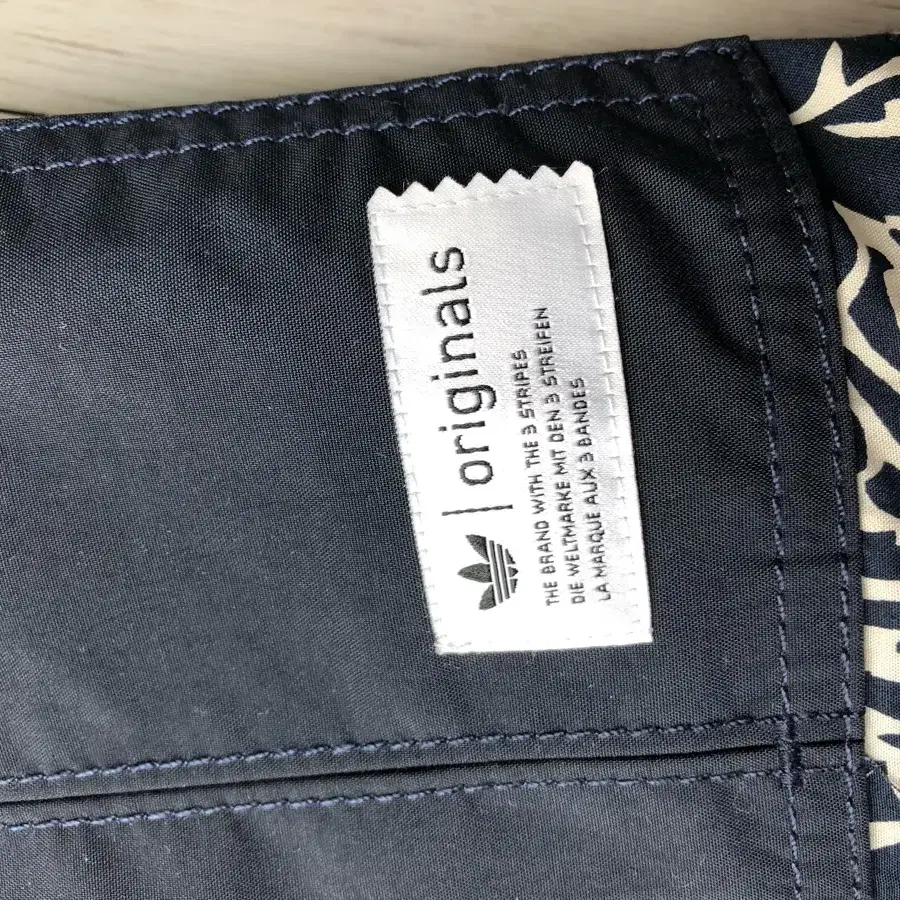 | originals
THE BRAND WITH THE 3 STRIPES
DIE WELTMARKE MIT DEN 3 STREIFEN
LA MARQUE AUX 3 BANDES